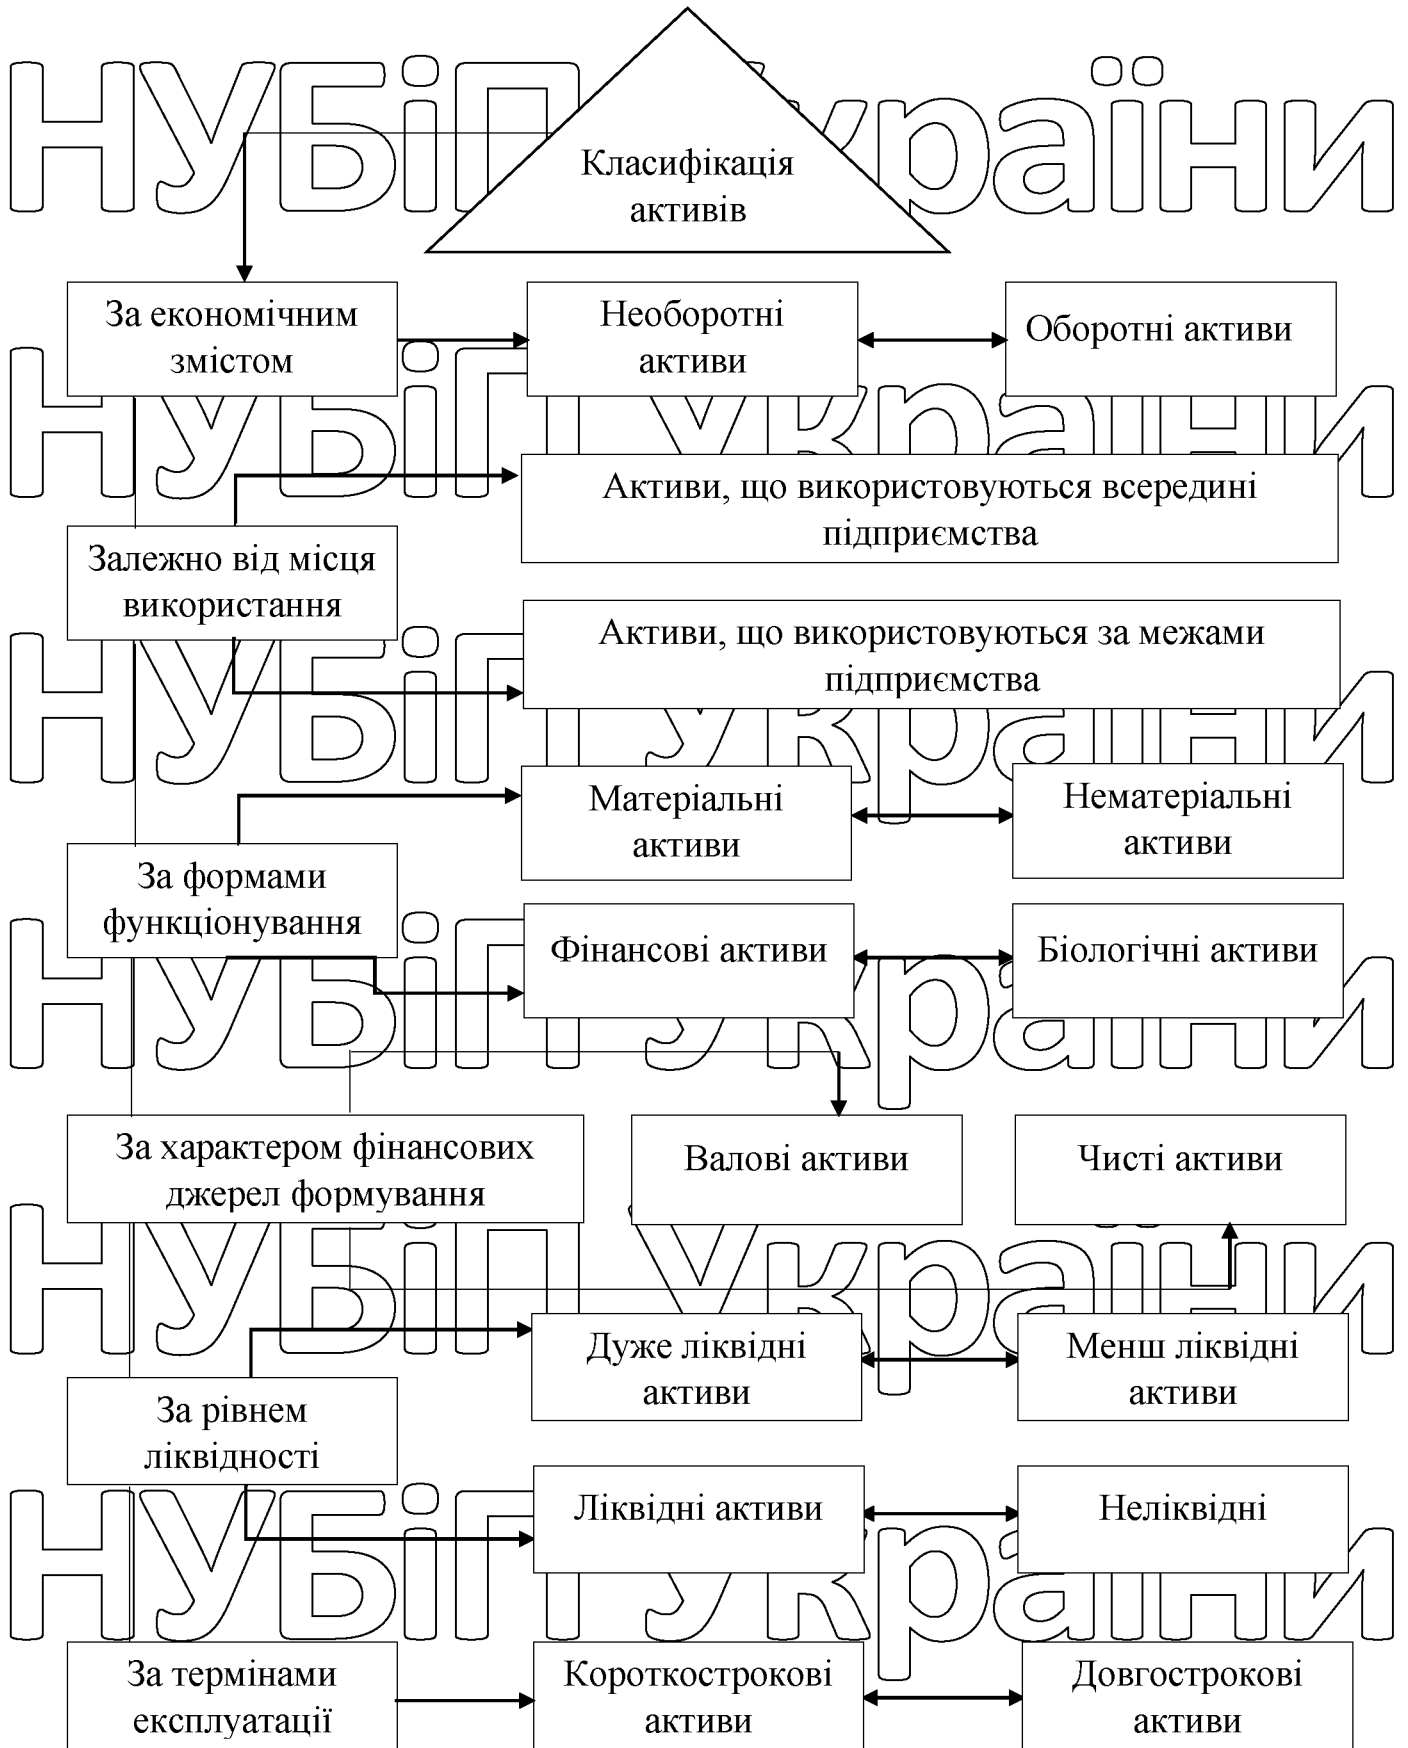 НУБіП України
Класифікація
активів
За економічним
змістом
Необоротні
активи
Оборотні активи
НУБіП України
Активи, що використовуються всередині
підприємства
Залежно від місця
використання
Активи, що використовуються за межами
підприємства
НУБіП України
Матеріальні
активи
Нематеріальні
активи
За формами
функціонування
Фінансові активи
Біологічні активи
НУБіП України
За характером фінансових
джерел формування
Валові активи
Чисті активи
НУБіП України
Дуже ліквідні
активи
Менш ліквідні
активи
За рівнем
ліквідності
Ліквідні активи
Неліквідні
НУБіП України
За термінами
експлуатації
Короткострокові
активи
Довгострокові
активи